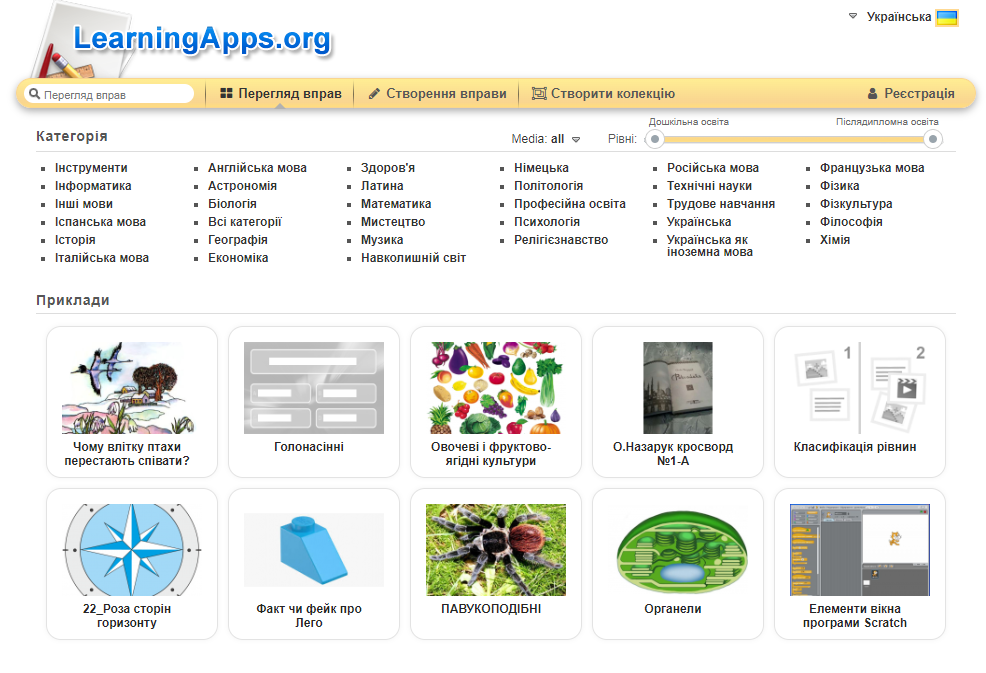 LearningApps.org
Українська
Перегляд вправ
Перегляд вправ
Створення вправи
Створити колекцію
Реєстрація
Категорія
Media: all
Рівні:
Дошкільна освіта
Післядипломна освіта
Інструменти
Інформатика
Інші мови
Іспанська мова
Історія
Італійська мова
Англійська мова
Астрономія
Біологія
Всі категорії
Географія
Економіка
Здоров'я
Латина
Математика
Мистецтво
Музика
Навколишній світ
Німецька
Політологія
Професійна освіта
Психологія
Релігієзнавство
Російська мова
Технічні науки
Трудове навчання
Українська
Українська як
іноземна мова
Французька мова
Фізика
Фізкультура
Філософія
Хімія
Приклади
Чому влітку птахи
перестають співати?
Голонасінні
Овочеві і фруктово-
ягідні культури
О.Назарук кросворд
№1-А
1
2
Класифікація рівнин
22_Роза сторін
горизонту
Факт чи фейк про
Лего
ПАВУКОПОДІБНІ
Органели
Елементи вікна
програми Scratch